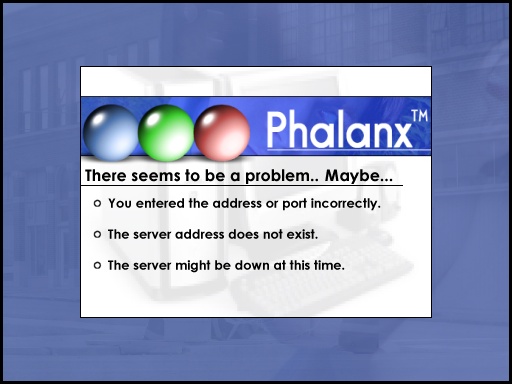 Phalanx™
There seems to be a problem.. Maybe...
You entered the address or port incorrectly.
The server address does not exist.
The server might be down at this time.